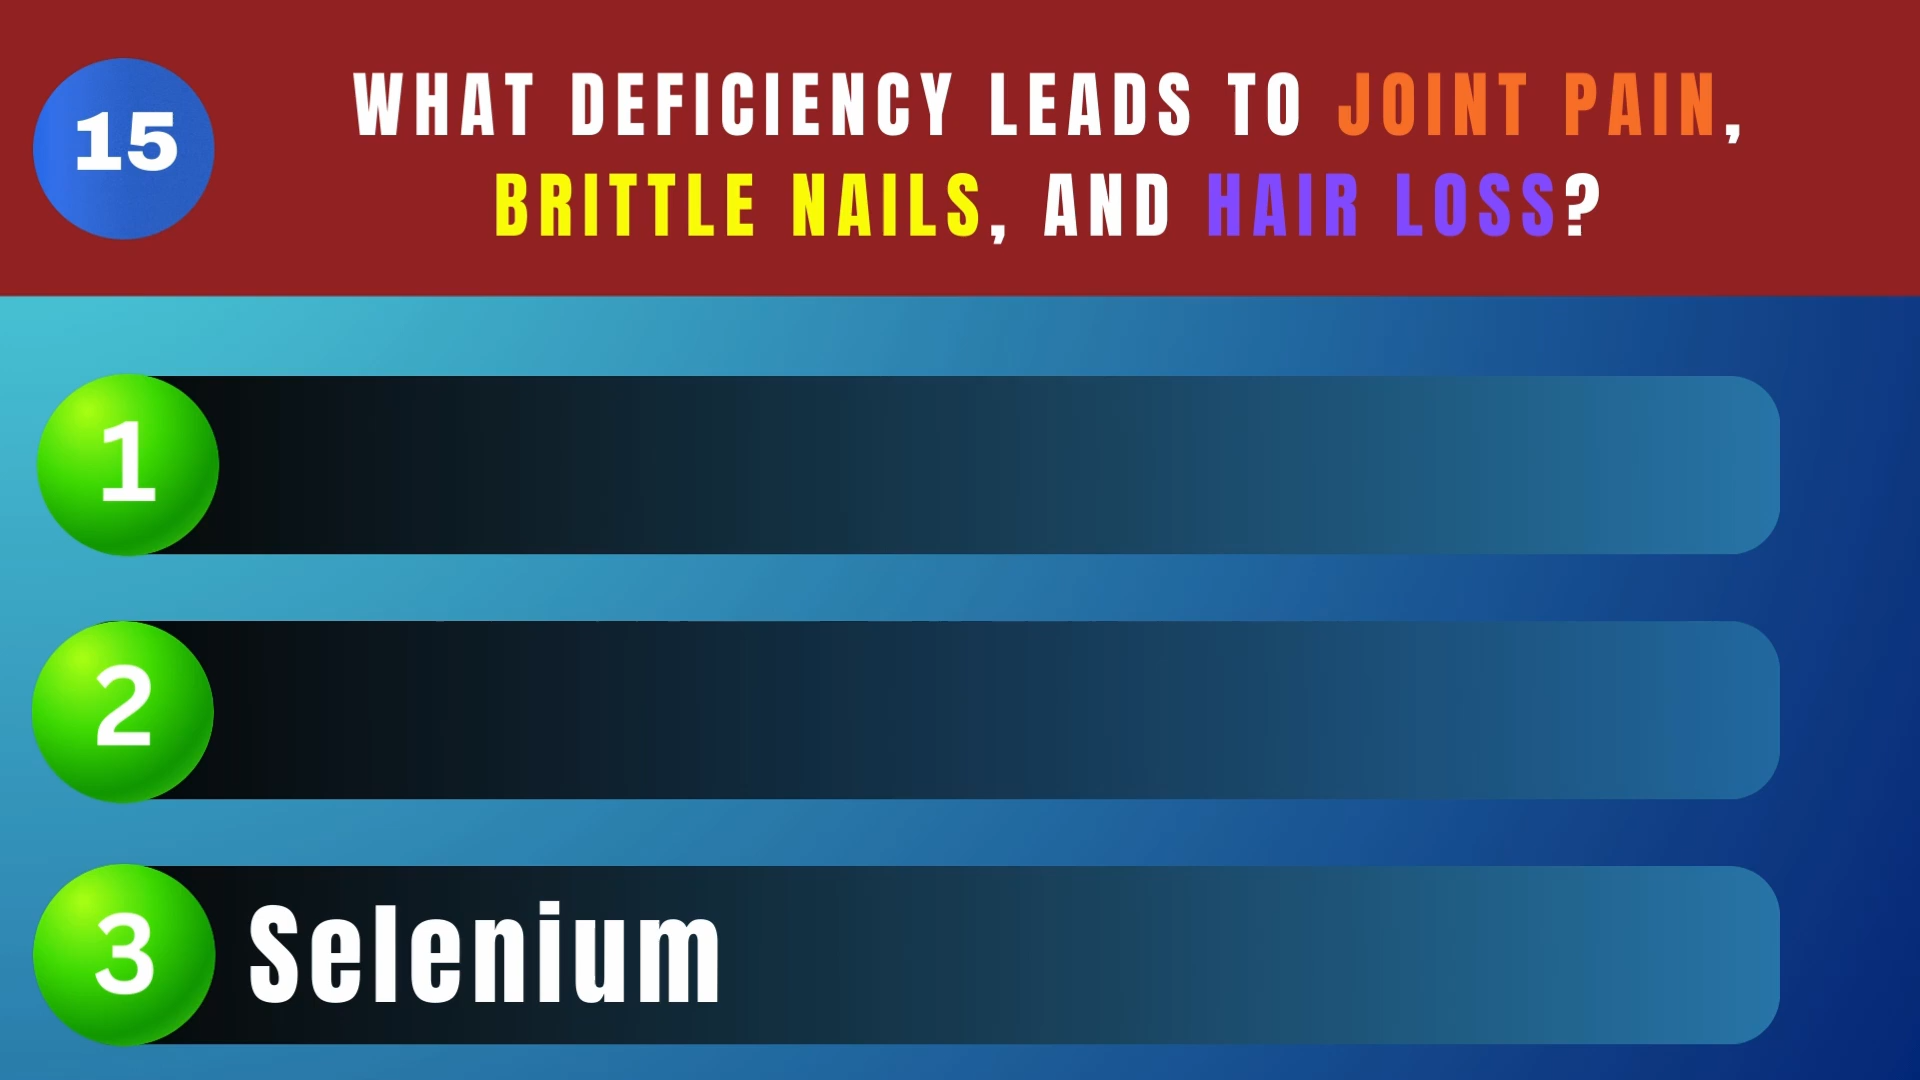 15
WHAT DEFICIENCY LEADS TO JOINT PAIN,
BRITTLE NAILS, AND HAIR LOSS?
1
2
3 Selenium